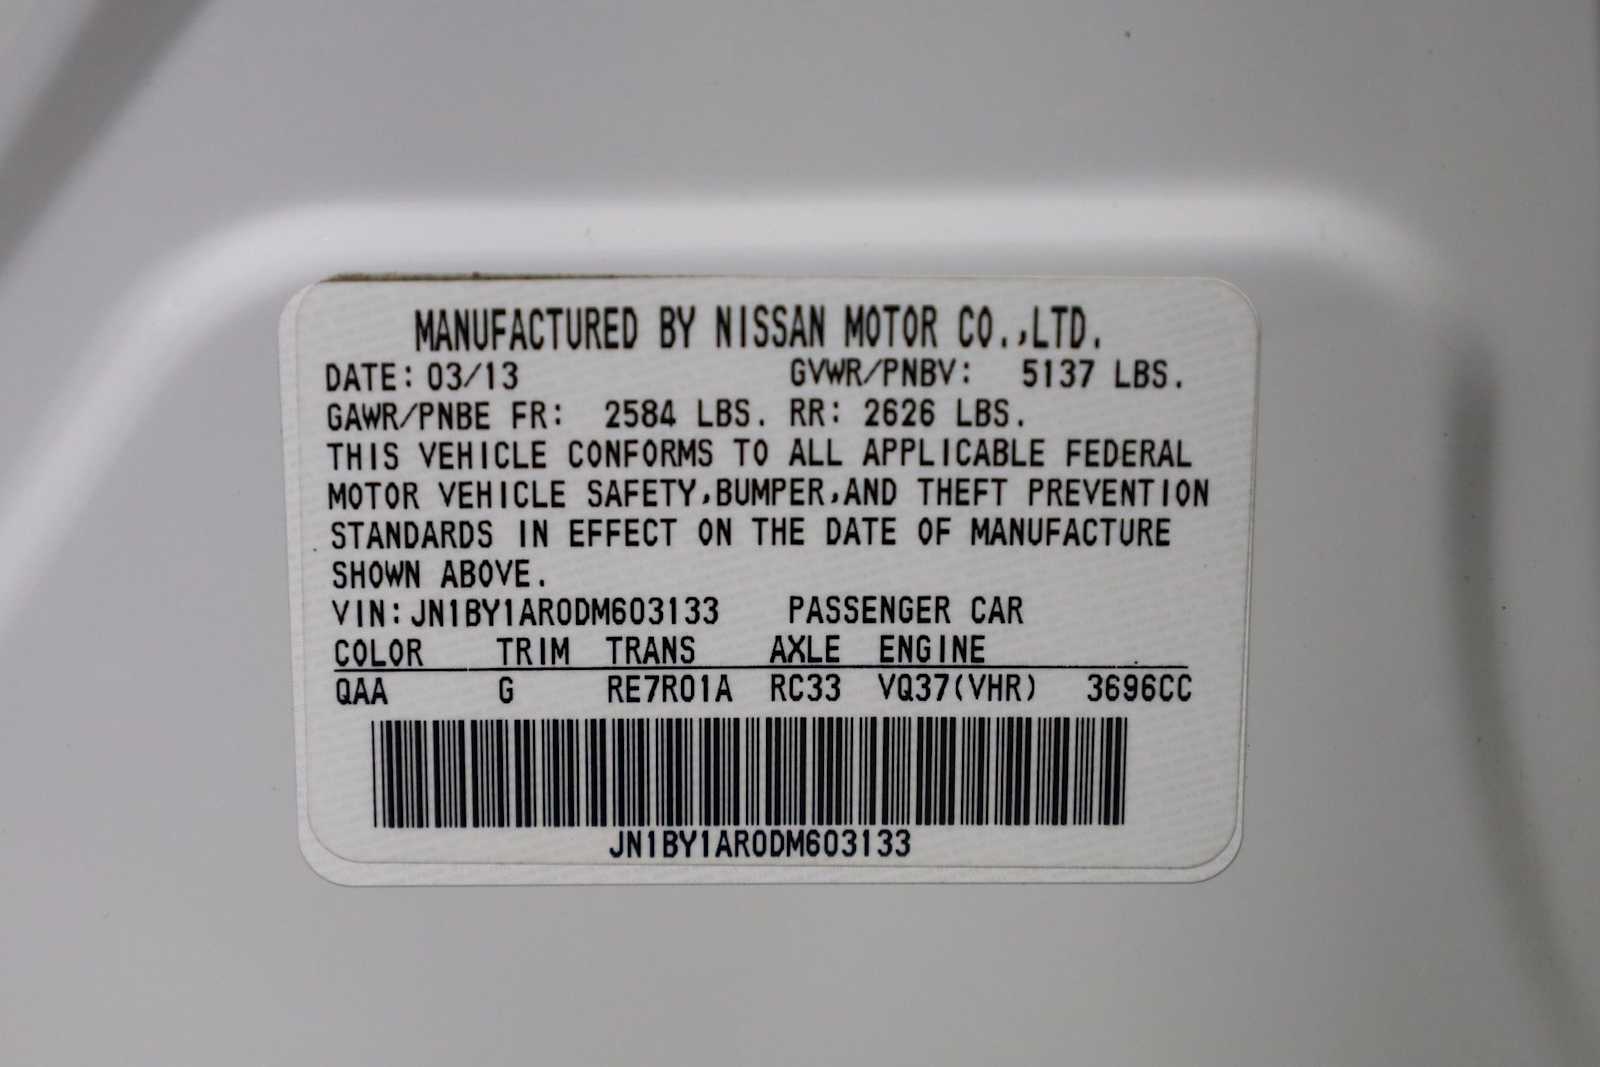 MANUFACTURED BY NISSAN MOTOR CO.,LTD.
DATE: 03/13 GVWR/PNBV: 5137 LBS.
GAWR/PNBE FR: 2584 LBS. RR: 2626 LBS.
THIS VEHICLE CONFORMS TO ALL APPLICABLE FEDERAL
MOTOR VEHICLE SAFETY,BUMPER,AND THEFT PREVENTION
STANDARDS IN EFFECT ON THE DATE OF MANUFACTURE
SHOWN ABOVE.
VIN:JN1BY1AR0DM603133 PASSENGER CAR
COLOR TRIM TRANS AXLE ENGINE
QAA G RE7R01A RC33 VQ37(VHR) 3696CC
JN1BY1AR0DM603133